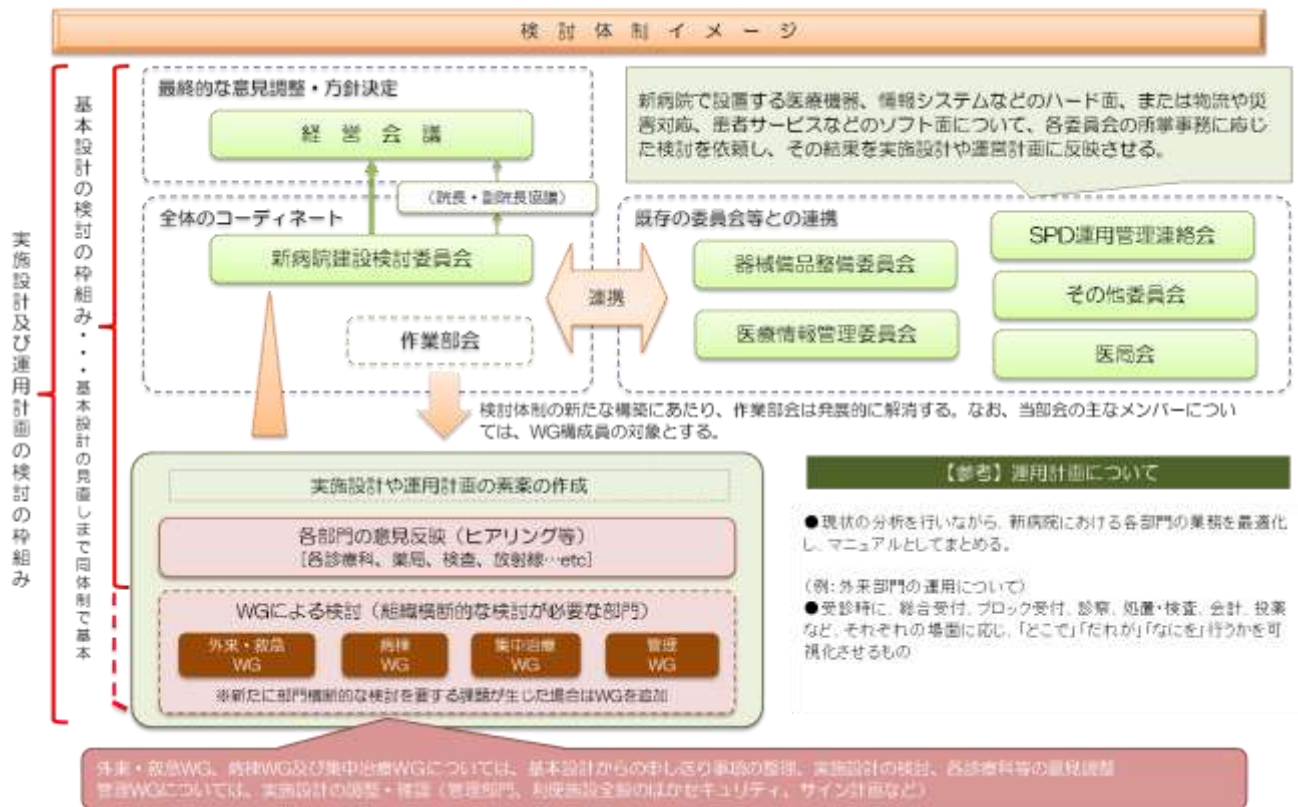 検討体制イメージ
実施設計及び運用計画の検討の枠組み
基本設計の検討の枠組み・・・基本設計の見直しまで同体制で基本
最終的な意見調整・方針決定
経営会議
（院長・副院長協議）
全体のコーディネート
新病院建設検討委員会
作業部会
連携
新病院で設置する医療機器、情報システムなどのハード面、または物流や災
害対応、患者サービスなどのソフト面について、各委員会の所掌事務に応じ
た検討を依頼し、その結果を実施設計や運営計画に反映させる。
既存の委員会等との連携
器械備品整備委員会
医療情報管理委員会
SPD運用管理連絡会
その他委員会
医局会
検討体制の新たな構築にあたり、作業部会は発展的に解消する。なお、当部会の主なメンバーについ
ては、WG構成員の対象とする。
実施設計や運用計画の素案の作成
各部門の意見反映（ヒアリング等）
[各診療科、薬局、検査、放射線…etc]
WGによる検討（組織横断的な検討が必要な部門）
外来・救急
WG
病棟
WG
集中治療
WG
管理
WG
※新たに部門横断的な検討を要する課題が生じた場合はWGを追加
【参考】運用計画について
●現状の分析を行いながら、新病院における各部門の業務を最適化
し、マニュアルとしてまとめる。
（例：外来部門の運用について）
●受診時に、総合受付、ブロック受付、診察、処置・検査、会計、投薬
など、それぞれの場面に応じ、「どこで」「だれが」「なにを」行うかを可
視化させるもの
外来・救急WG、病棟WG及び集中治療WGについては、基本設計からの申し送り事項の整理、実施設計の検討、各診療科等の意見調整
管理WGについては、実施設計の調整・確認（管理部門、利便施設全般のほかセキュリティ、サイン計画など）